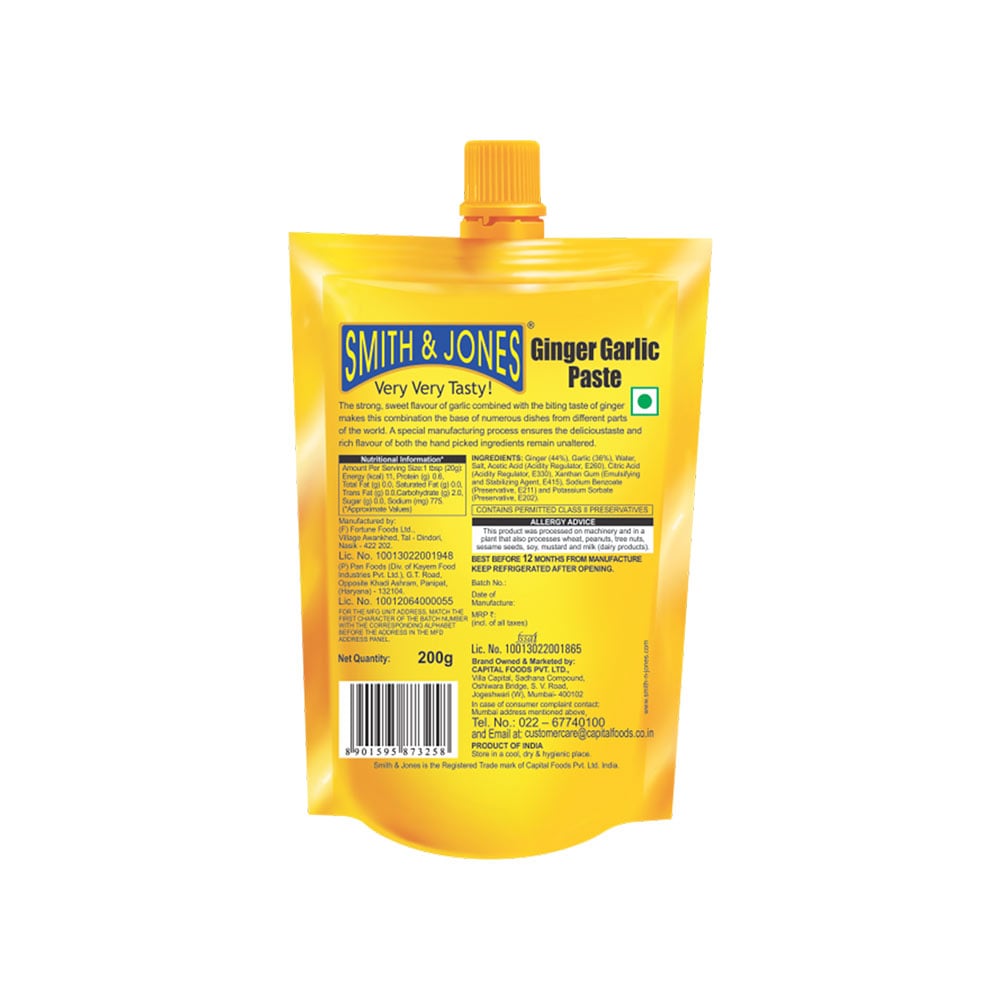 SMITH & JONES®
Very Very Tasty!
Ginger Garlic
Paste
The strong, sweet flavour of garlic combined with the biting taste of ginger
makes this combination the base of numerous dishes from different parts
of the world. A special manufacturing process ensures the delicioustaste and
rich flavour of both the hand picked ingredients remain unaltered.
Nutritional Information*
Amount Per Serving Size:1 tbsp (20g):
Energy (kcal) 11, Protein (g) 0.6,
Total Fat (g) 0.0, Saturated Fat (g) 0.0,
Trans Fat (g) 0.0,Carbohydrate (g) 2.0,
Sugar (g) 0.0, Sodium (mg) 775.
(*Approximate Values)
Manufactured by:
(F) Fortune Foods Ltd.,
Village Awankhed, Tal - Dindori,
Nasik - 422 202.
Lic. No. 10013022001948
(P) Pan Foods (Div. of Kayem Food
Industries Pvt. Ltd.), G.T. Road,
Opposite Khadi Ashram, Panipat,
(Haryana) - 132104.
Lic. No. 10012064000055
FOR THE MFG UNIT ADDRESS, MATCH THE
FIRST CHARACTER OF THE BATCH NUMBER
WITH THE CORRESPONDING ALPHABET
BEFORE THE ADDRESS IN THE MFD
ADDRESS PANEL.
Net Quantity: 200g
8 901595 873258
INGREDIENTS: Ginger (44%), Garlic (36%), Water,
Salt, Acetic Acid (Acidity Regulator, E260), Citric Acid
(Acidity Regulator, E330), Xanthan Gum (Emulsifying
and Stabilizing Agent, E415), Sodium Benzoate
(Preservative, E211) and Potassium Sorbate
(Preservative, E202).
CONTAINS PERMITTED CLASS II PRESERVATIVES
ALLERGY ADVICE
This product was processed on machinery and in a
plant that also processes wheat, peanuts, tree nuts,
sesame seeds, soy, mustard and milk (dairy products).
BEST BEFORE 12 MONTHS FROM MANUFACTURE
KEEP REFRIGERATED AFTER OPENING.
Batch No.:
Date of
Manufacture:
MRP ₹:
(incl. of all taxes)
fssai
Lic. No. 10013022001865
Brand Owned & Marketed by:
CAPITAL FOODS PVT. LTD.,
Villa Capital, Sadhana Compound,
Oshiwara Bridge, S. V. Road,
Jogeshwari (W), Mumbai- 400102
In case of consumer complaint contact:
Mumbai address mentioned above,
Tel. No.: 022 – 67740100
and Email at: customercare@capitalfoods.co.in
PRODUCT OF INDIA
Store in a cool, dry & hygienic place.
www.smith-n-jones.com
Smith & Jones is the Registered Trade mark of Capital Foods Pvt. Ltd. India.